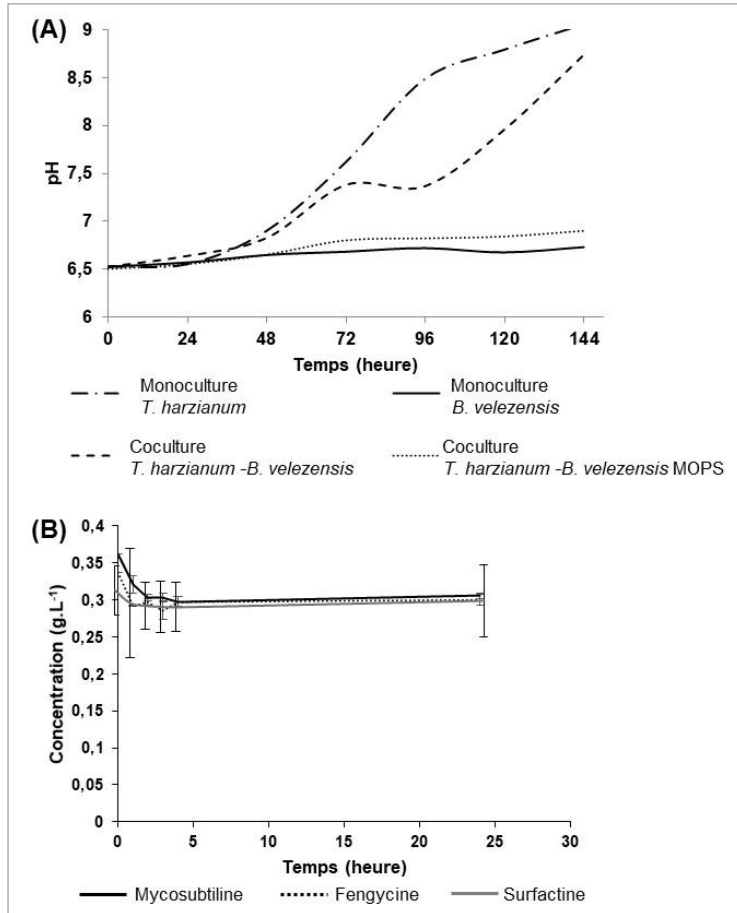 (A)
9
8,5
8
7,5
7
6,5
6
pH
0 24 48 72 96 120 144
Temps (heure)
Monoculture
T. harzianum
Monoculture
B. velezensis
Coculture
T. harzianum -B. velezensis
Coculture
T. harzianum -B. velezensis MOPS
(B)
0,4
0,35
0,3
0,25
0,2
0,15
0,1
0,05
0
Concentration (g.L-1)
0 5 10 15 20 25 30
Temps (heure)
Mycosubtiline Fengycine Surfactine